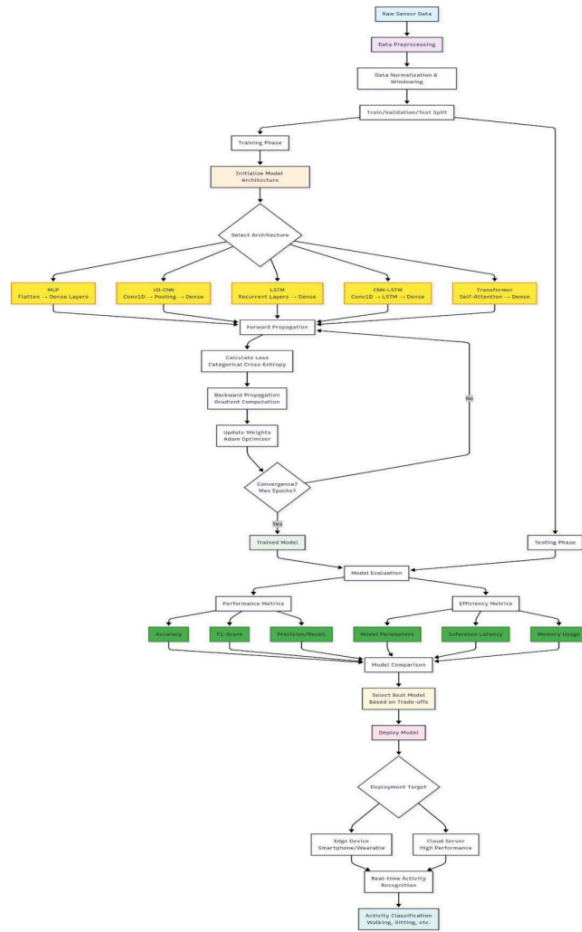 Raw Sensor Data
Data Preprocessing
Data Normalization &
Windowing
Train/Validation/Test Split
Training Phase
Initialize Model
Architecture
Select Architecture
MLP
Flatten → Dense Layers
1D-CNN
Conv1D → Pooling → Dense
LSTM
Recurrent Layers → Dense
CNN-LSTM
Conv1D → LSTM → Dense
Transformer
Self-Attention → Dense
Forward Propagation
Calculate Loss
Categorical Cross-Entropy
Backward Propagation
Gradient Computation
No
Update Weights
Adam Optimizer
Convergence?
Max Epochs?
Yes
Trained Model
Testing Phase
Model Evaluation
Performance Metrics
Efficiency Metrics
Accuracy
F1-Score
Precision/Recall
Model Parameters
Inference Latency
Memory Usage
Model Comparison
Select Best Model
Based on Trade-offs
Deploy Model
Deployment Target
Edge Device
Smartphone/Wearable
Cloud Server
High Performance
Real-time Activity
Recognition
Activity Classification
Walking, Sitting, etc.